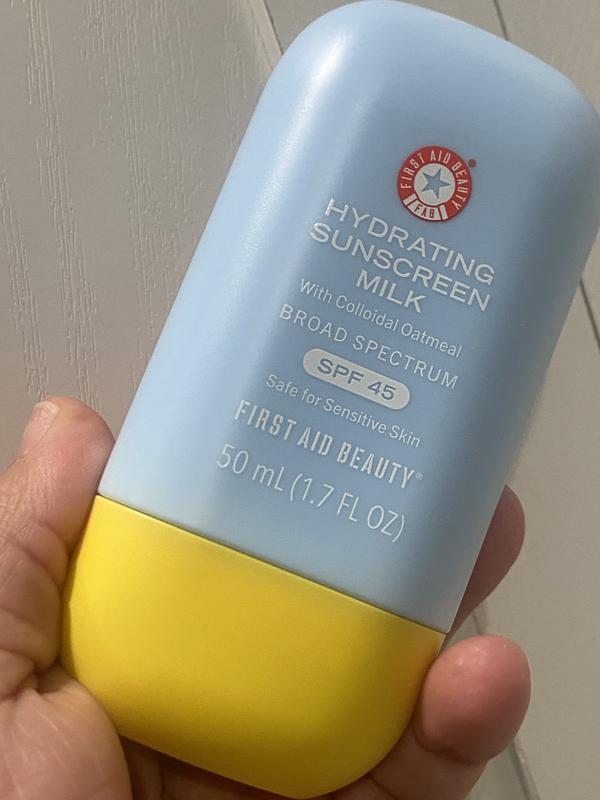 FIRST AID BEAUTY
FAB
HYDRATING
SUNSCREEN
MILK
With Colloidal Oatmeal
BROAD SPECTRUM
SPF 45
Safe for Sensitive Skin
FIRST AID BEAUTY®
50 mL (1.7 FL OZ)